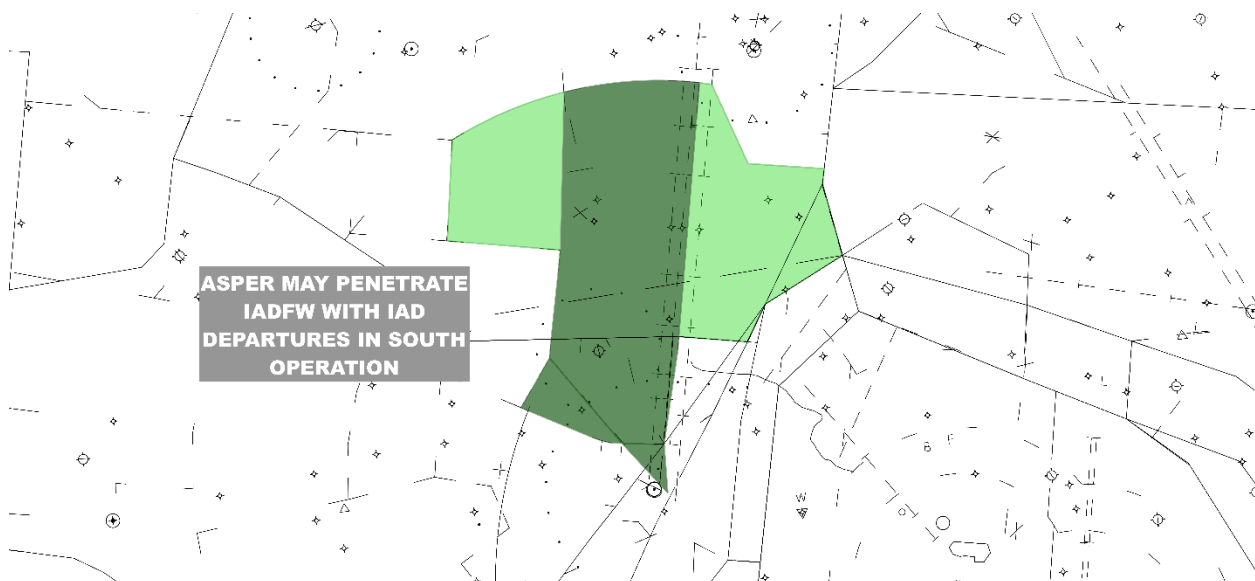 ASPER MAY PENETRATE
IADFW WITH IAD
DEPARTURES IN SOUTH
OPERATION
B F
W